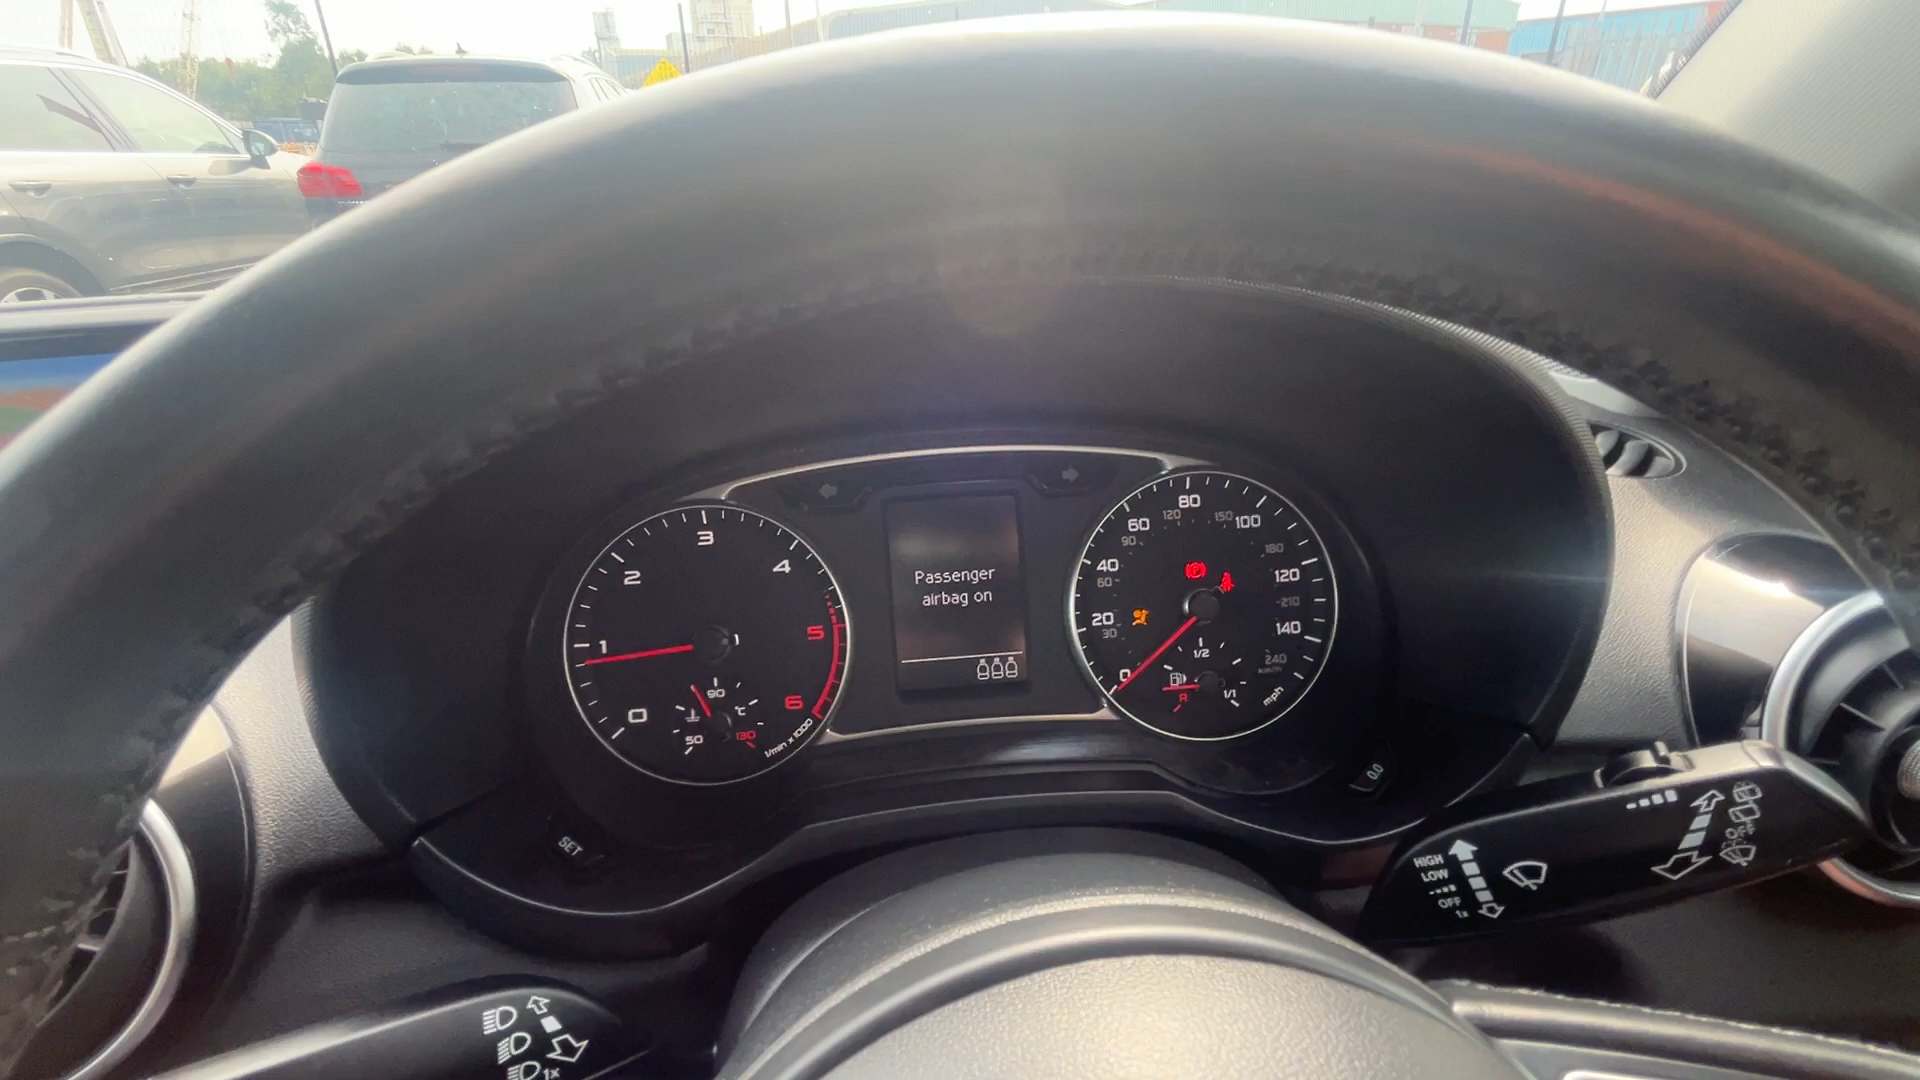 3
2
4
1
5
0
6
90
°C
50
130
1/min x 1000
Passenger
airbag on
80
120
150
60
100
90
180
40
120
60
20
210
30
140
1/2
0
240
km/h
R
1/1
mph
0.0
SET
HIGH
LOW
OFF
1x
OFF
1x